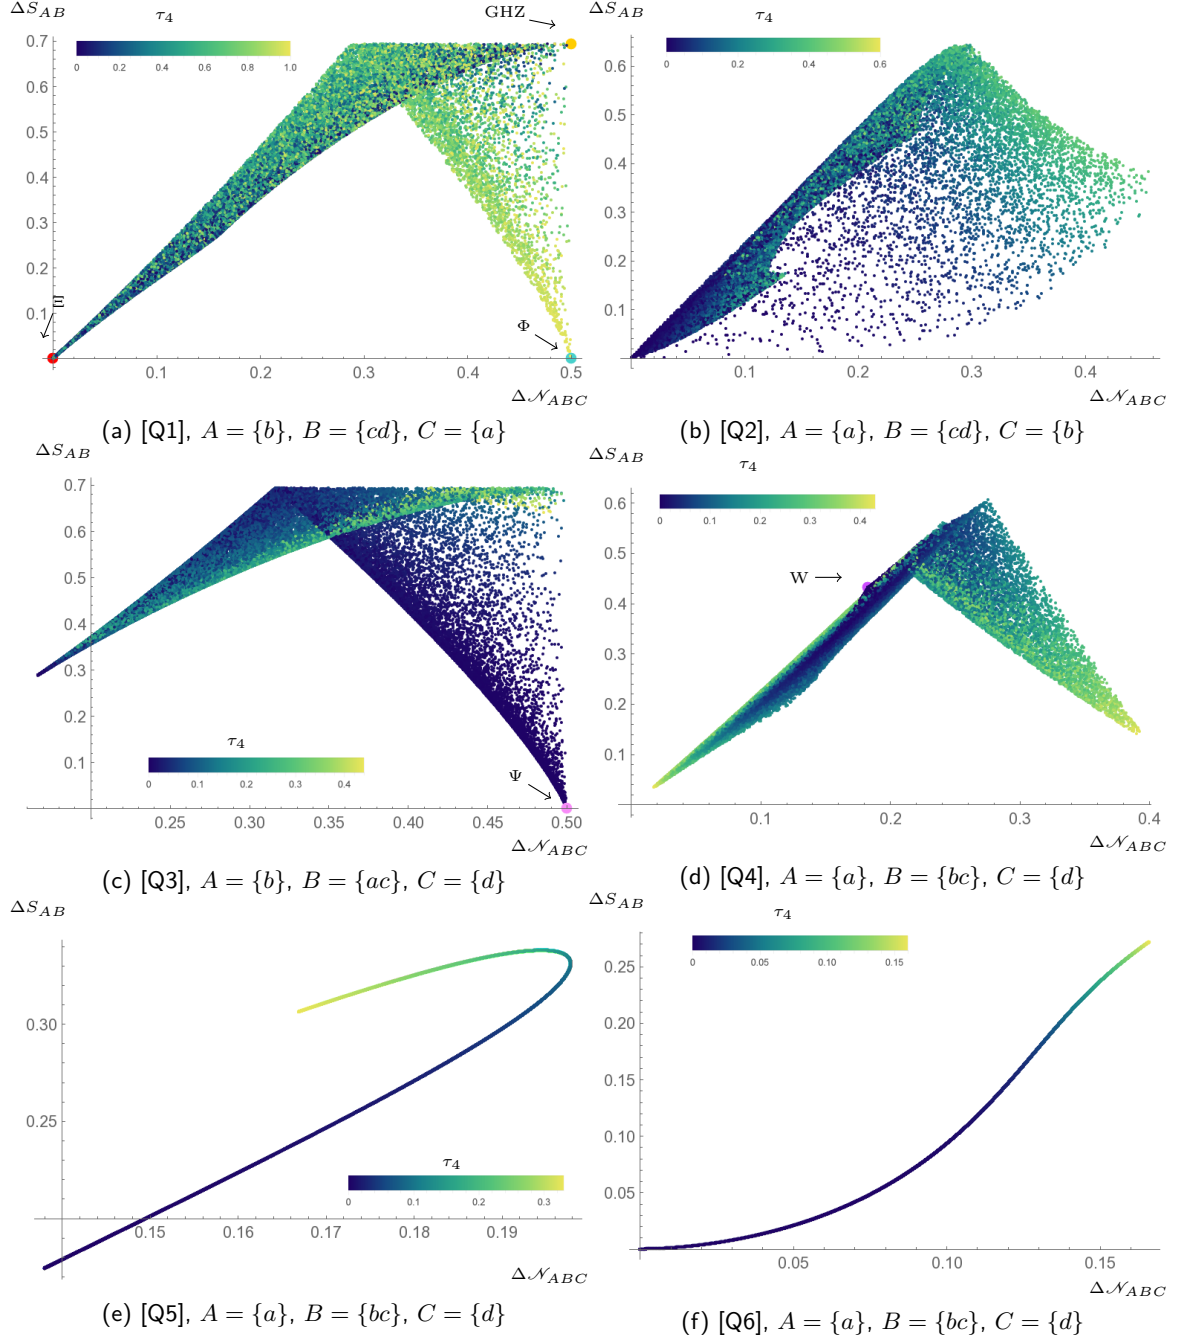 ΔS_AB
τ_4
GHZ
0 0.2 0.4 0.6 0.8 1.0
0.7
0.6
0.5
0.4
0.3
0.2
0.1
Ξ
Φ
0.1 0.2 0.3 0.4 0.5
Δ𝒩_ABC
(a) [Q1], A = {b}, B = {cd}, C = {a}
ΔS_AB
τ_4
0 0.2 0.4 0.6
0.6
0.5
0.4
0.3
0.2
0.1
0.1 0.2 0.3 0.4
Δ𝒩_ABC
(b) [Q2], A = {a}, B = {cd}, C = {b}
ΔS_AB
0.7
0.6
0.5
0.4
0.3
0.2
0.1
τ_4
0 0.1 0.2 0.3 0.4
Ψ
0.25 0.30 0.35 0.40 0.45 0.50
Δ𝒩_ABC
(c) [Q3], A = {b}, B = {ac}, C = {d}
ΔS_AB
τ_4
0 0.1 0.2 0.3 0.4
0.6
0.5
0.4
0.3
0.2
0.1
W
0.1 0.2 0.3 0.4
Δ𝒩_ABC
(d) [Q4], A = {a}, B = {bc}, C = {d}
ΔS_AB
0.30
0.25
τ_4
0 0.1 0.2 0.3
0.15 0.16 0.17 0.18 0.19
Δ𝒩_ABC
(e) [Q5], A = {a}, B = {bc}, C = {d}
ΔS_AB
τ_4
0 0.05 0.10 0.15
0.25
0.20
0.15
0.10
0.05
0.05 0.10 0.15
Δ𝒩_ABC
(f) [Q6], A = {a}, B = {bc}, C = {d}